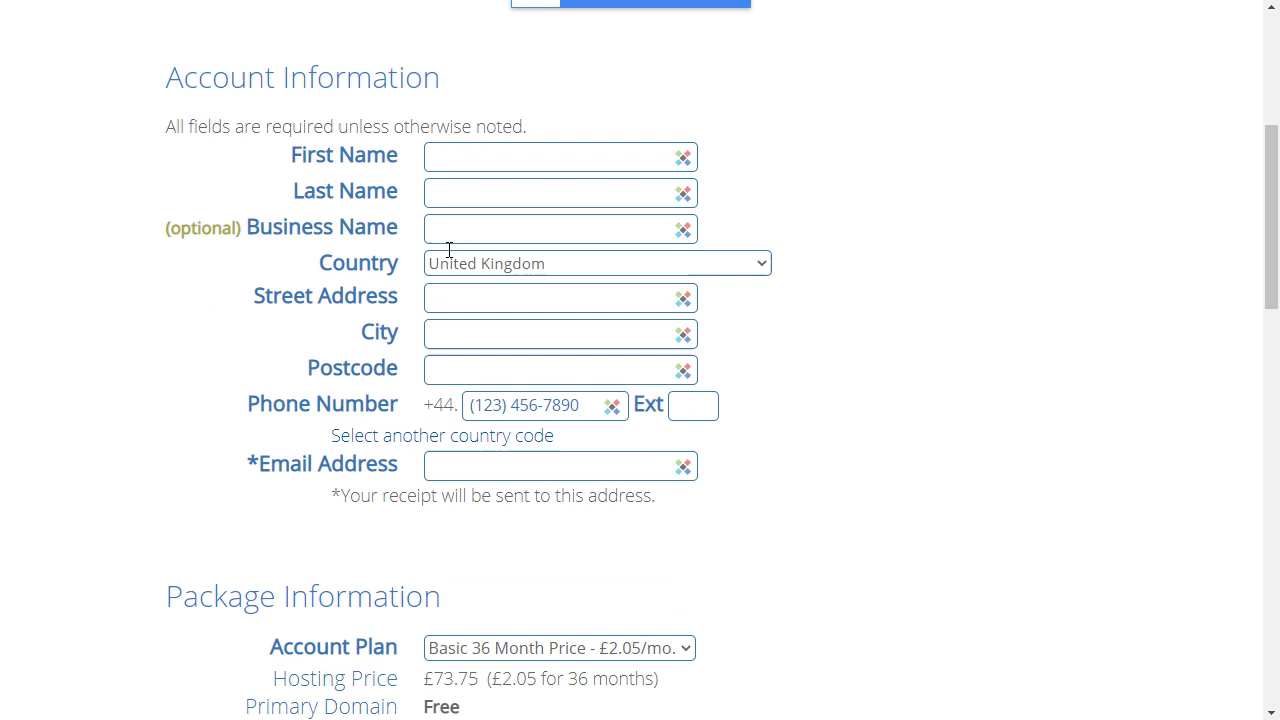 Account Information
All fields are required unless otherwise noted.
First Name
Last Name
(optional) Business Name
Country United Kingdom
Street Address
City
Postcode
Phone Number +44. (123) 456-7890 Ext
Select another country code
*Email Address
*Your receipt will be sent to this address.
Package Information
Account Plan Basic 36 Month Price - £2.05/mo.
Hosting Price £73.75 (£2.05 for 36 months)
Primary Domain Free